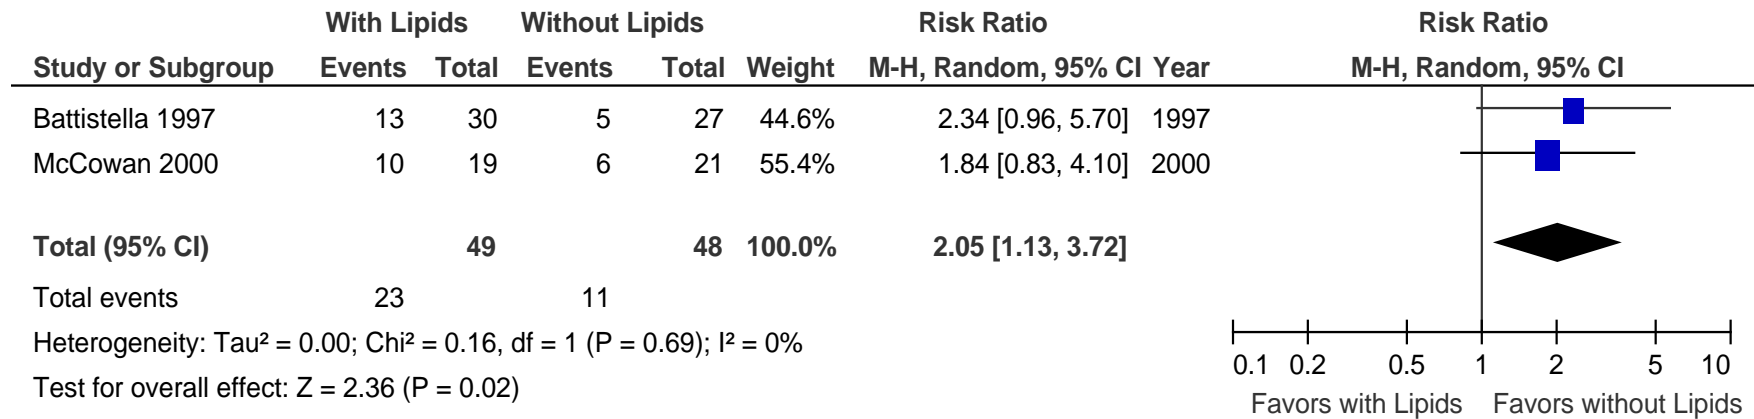 With Lipids Without Lipids Risk Ratio Risk Ratio
Study or Subgroup Events Total Events Total Weight M-H, Random, 95% CI Year M-H, Random, 95% CI
Battistella 1997 13 30 5 27 44.6% 2.34 [0.96, 5.70] 1997
McCowan 2000 10 19 6 21 55.4% 1.84 [0.83, 4.10] 2000
Total (95% CI) 49 48 100.0% 2.05 [1.13, 3.72]
Total events 23 11
Heterogeneity: Tau² = 0.00; Chi² = 0.16, df = 1 (P = 0.69); I² = 0%
Test for overall effect: Z = 2.36 (P = 0.02)
0.1 0.2 0.5 1 2 5 10
Favors with Lipids Favors without Lipids